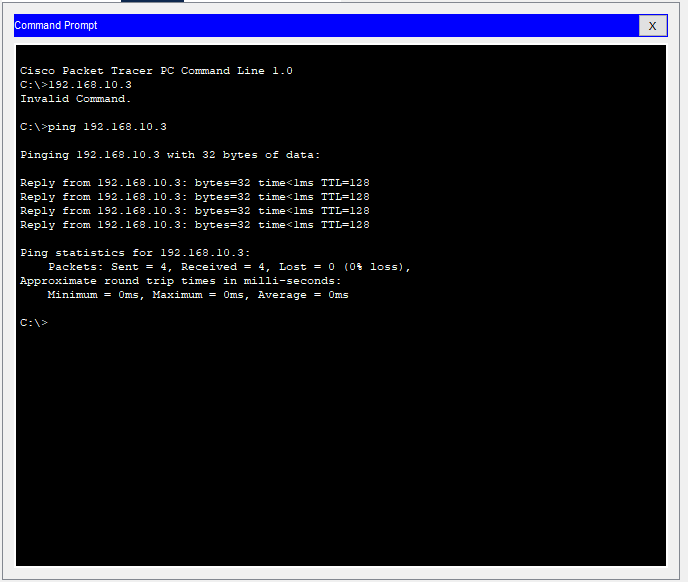 Command Prompt
X
Cisco Packet Tracer PC Command Line 1.0
C:\>192.168.10.3
Invalid Command.
C:\>ping 192.168.10.3
Pinging 192.168.10.3 with 32 bytes of data:
Reply from 192.168.10.3: bytes=32 time<1ms TTL=128
Reply from 192.168.10.3: bytes=32 time<1ms TTL=128
Reply from 192.168.10.3: bytes=32 time<1ms TTL=128
Reply from 192.168.10.3: bytes=32 time<1ms TTL=128
Ping statistics for 192.168.10.3:
Packets: Sent = 4, Received = 4, Lost = 0 (0% loss),
Approximate round trip times in milli-seconds:
Minimum = 0ms, Maximum = 0ms, Average = 0ms
C:\>